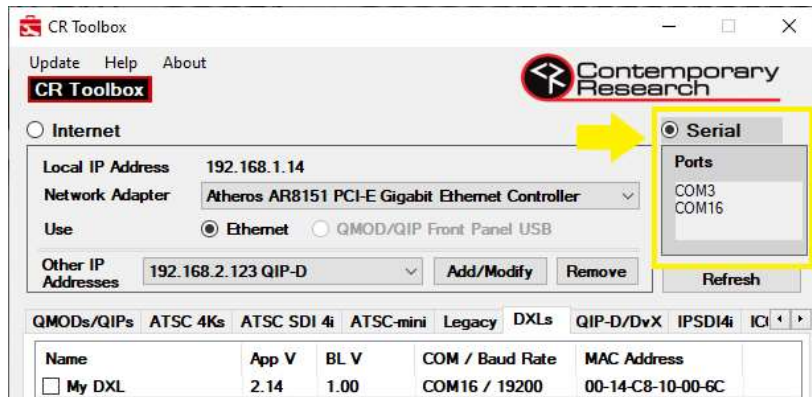 CR Toolbox
Update Help About
CR Toolbox
Contemporary
Research
Internet
Serial
Local IP Address 192.168.1.14
Ports
Network Adapter Atheros AR8151 PCI-E Gigabit Ethernet Controller
COM3
COM16
Use Ethernet QMOD/QIP Front Panel USB
Other IP
Addresses 192.168.2.123 QIP-D Add/Modify Remove
Refresh
QMODs/QIPs ATSC 4Ks ATSC SDI 4i ATSC-mini Legacy DXLs QIP-D/DvX IPSDI4i
Name App V BL V COM / Baud Rate MAC Address
My DXL 2.14 1.00 COM16 / 19200 00-14-C8-10-00-6C